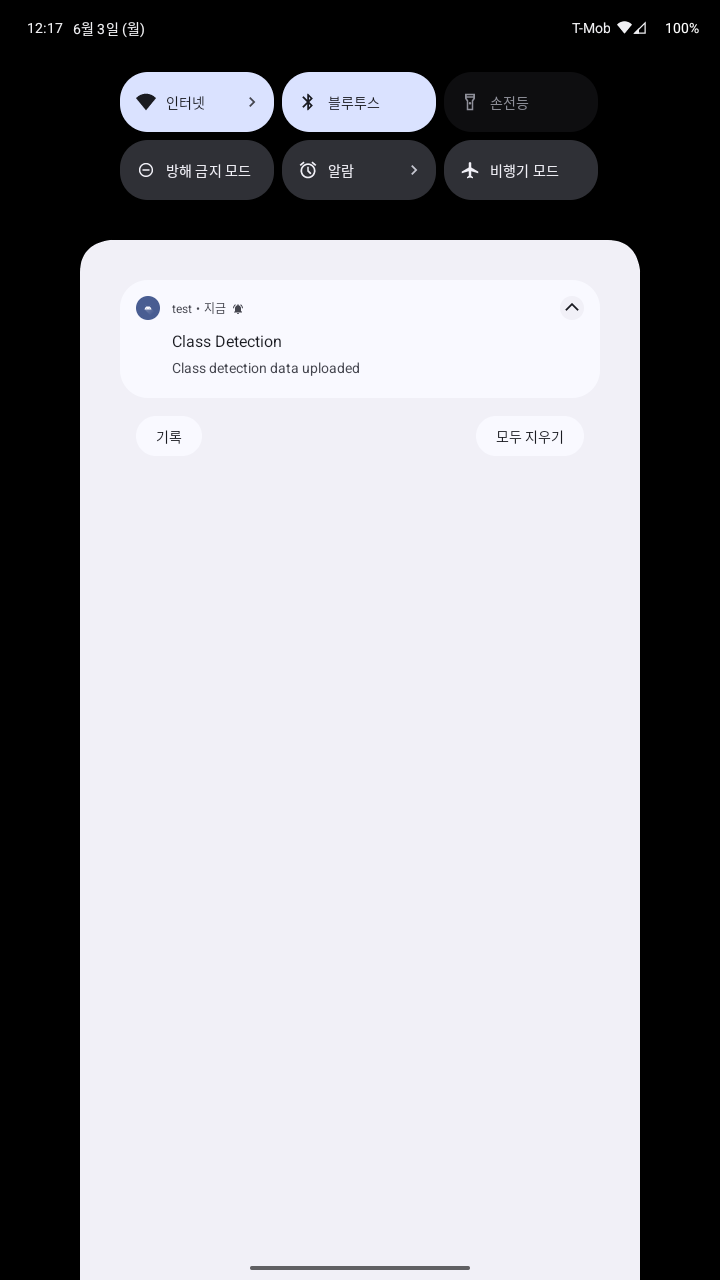 12:17 6월 3일 (월) T-Mob 100%
인터넷 블루투스 손전등
방해 금지 모드 알람 비행기 모드
test • 지금
Class Detection
Class detection data uploaded
기록 모두 지우기